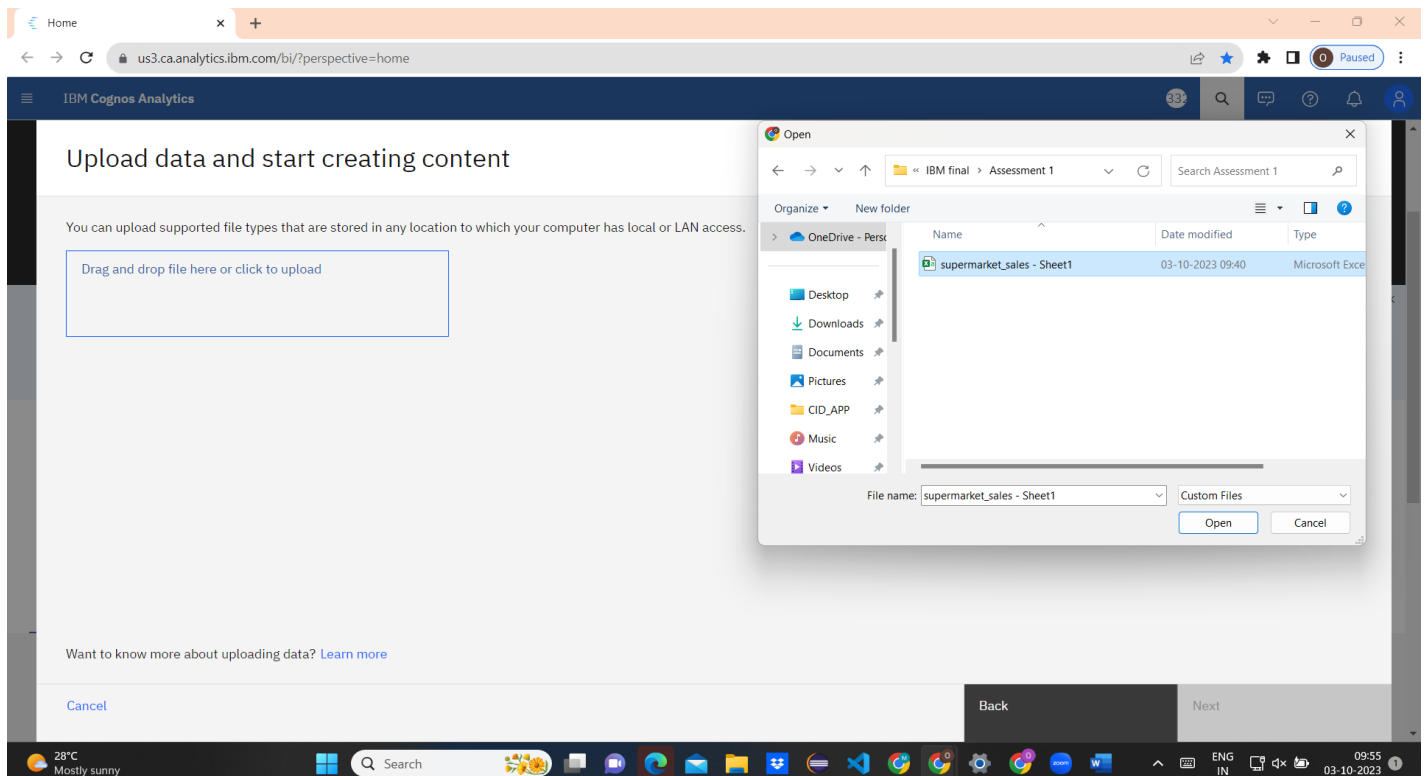 Home
us3.ca.analytics.ibm.com/bi/?perspective=home
O Paused
IBM Cognos Analytics
Upload data and start creating content
You can upload supported file types that are stored in any location to which your computer has local or LAN access.
Drag and drop file here or click to upload
Open
« IBM final > Assessment 1
Search Assessment 1
Organize
New folder
OneDrive - Perso
Name
Date modified
Type
supermarket_sales - Sheet1
03-10-2023 09:40
Microsoft Exce
Desktop
Downloads
Documents
Pictures
CID_APP
Music
Videos
File name: supermarket_sales - Sheet1
Custom Files
Open
Cancel
Want to know more about uploading data? Learn more
Cancel
Back
Next
28°C
Mostly sunny
Search
zoom
ENG
IN
09:55
03-10-2023
1